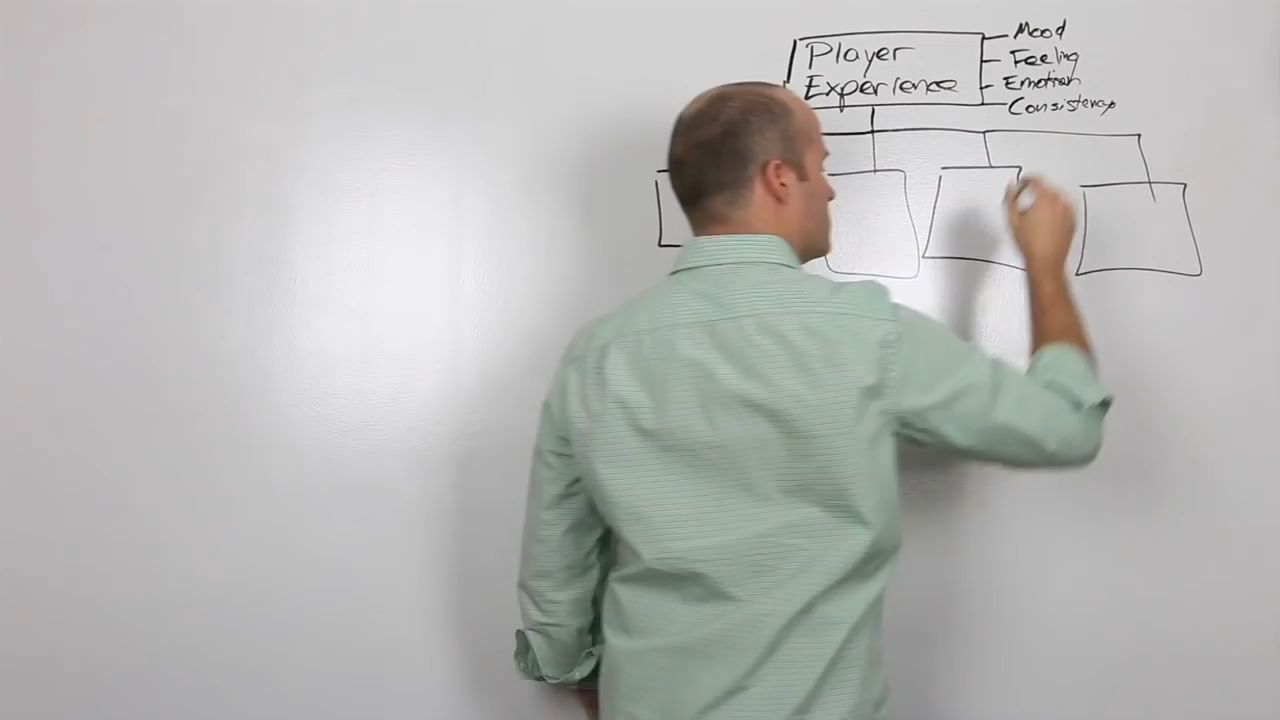 Player
Experience
Mood
Feeling
Emotion
Consistency